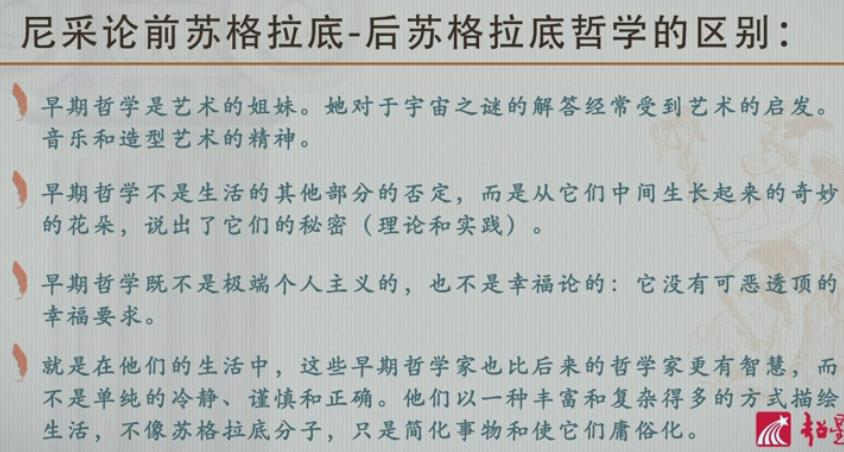 尼采论前苏格拉底-后苏格拉底哲学的区别：
早期哲学是艺术的姐妹。她对于宇宙之谜的解答经常受到艺术的启发。
音乐和造型艺术的精神。
早期哲学不是生活的其他部分的否定，而是从它们中间生长起来的奇妙
的花朵，说出了它们的秘密（理论和实践）。
早期哲学既不是极端个人主义的，也不是幸福论的：它没有可恶透顶的
幸福要求。
就是在他们的生活中，这些早期哲学家也比后来的哲学家更有智慧，而
不是单纯的冷静、谨慎和正确。他们以一种丰富和复杂得多的方式描绘
生活，不像苏格拉底分子，只是简化事物和使它们庸俗化。
超星